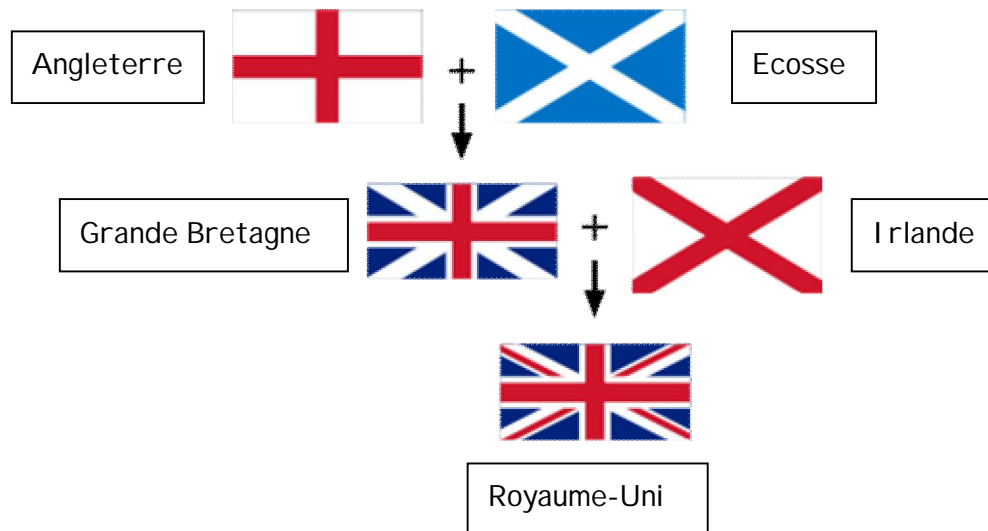 Angleterre
+
Ecosse
Grande Bretagne
+
Irlande
Royaume-Uni